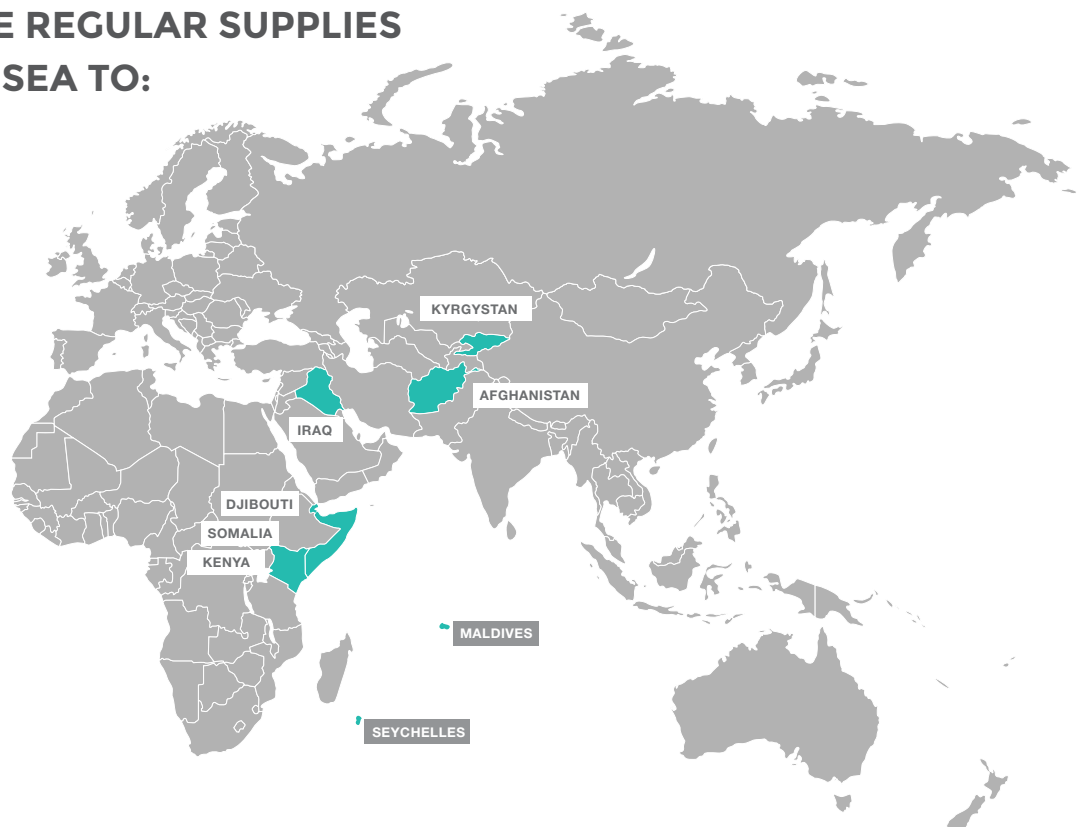 E REGULAR SUPPLIES
SEA TO:
KYRGYSTAN
AFGHANISTAN
IRAQ
DJIBOUTI
SOMALIA
KENYA
MALDIVES
SEYCHELLES